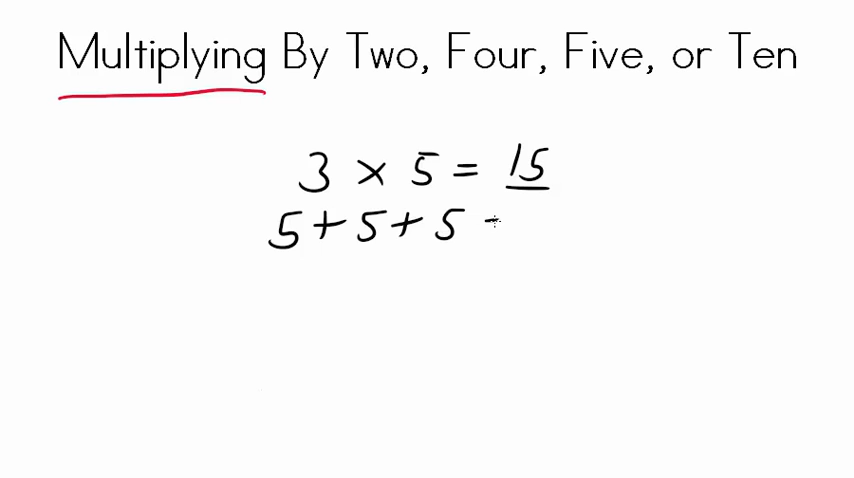 Multiplying By Two, Four, Five, or Ten
3 × 5 = 15
5 + 5 + 5